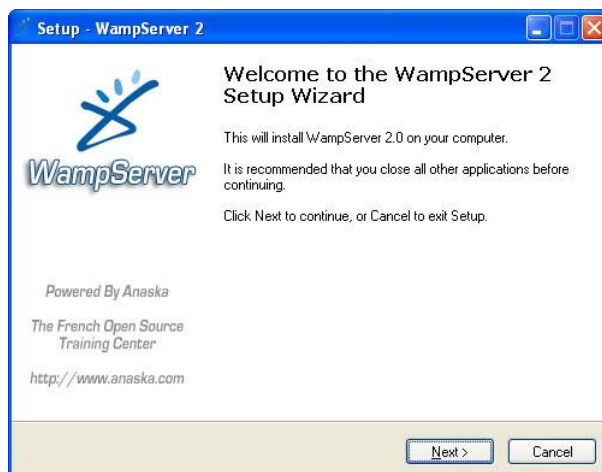 Setup - WampServer 2
WampServer
Welcome to the WampServer 2
Setup Wizard
This will install WampServer 2.0 on your computer.
It is recommended that you close all other applications before
continuing.
Click Next to continue, or Cancel to exit Setup.
Powered By Anaska
The French Open Source
Training Center
http://www.anaska.com
Next >
Cancel